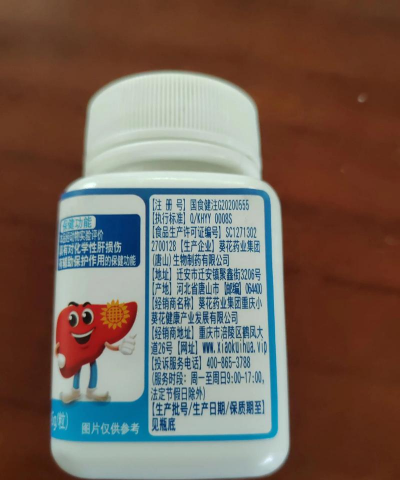 保健功能
经动物实验评价
有对化学性肝损伤
辅助保护作用的保健功能
图片仅供参考
[注 册 号] 国食健注G20200555
[执行标准] Q/KHYY 0008S
[食品生产许可证编号] SC1271302
2700128 [生产企业] 葵花药业集团
(唐山)生物制药有限公司
[地址] 迁安市迁安镇聚鑫街3206号
[产地] 河北省唐山市 [邮编] 06400
[经销商名称] 葵花药业集团重庆小
葵花健康产业发展有限公司
[经销商地址] 重庆市涪陵区鹤凤大
道26号 [网址] www.xiaokuihua.vip
[投诉服务电话] 400-865-3788
(服务时段: 周一至周日9:00-17:00,
法定节假日除外)
[生产批号/生产日期/保质期至]
见瓶底